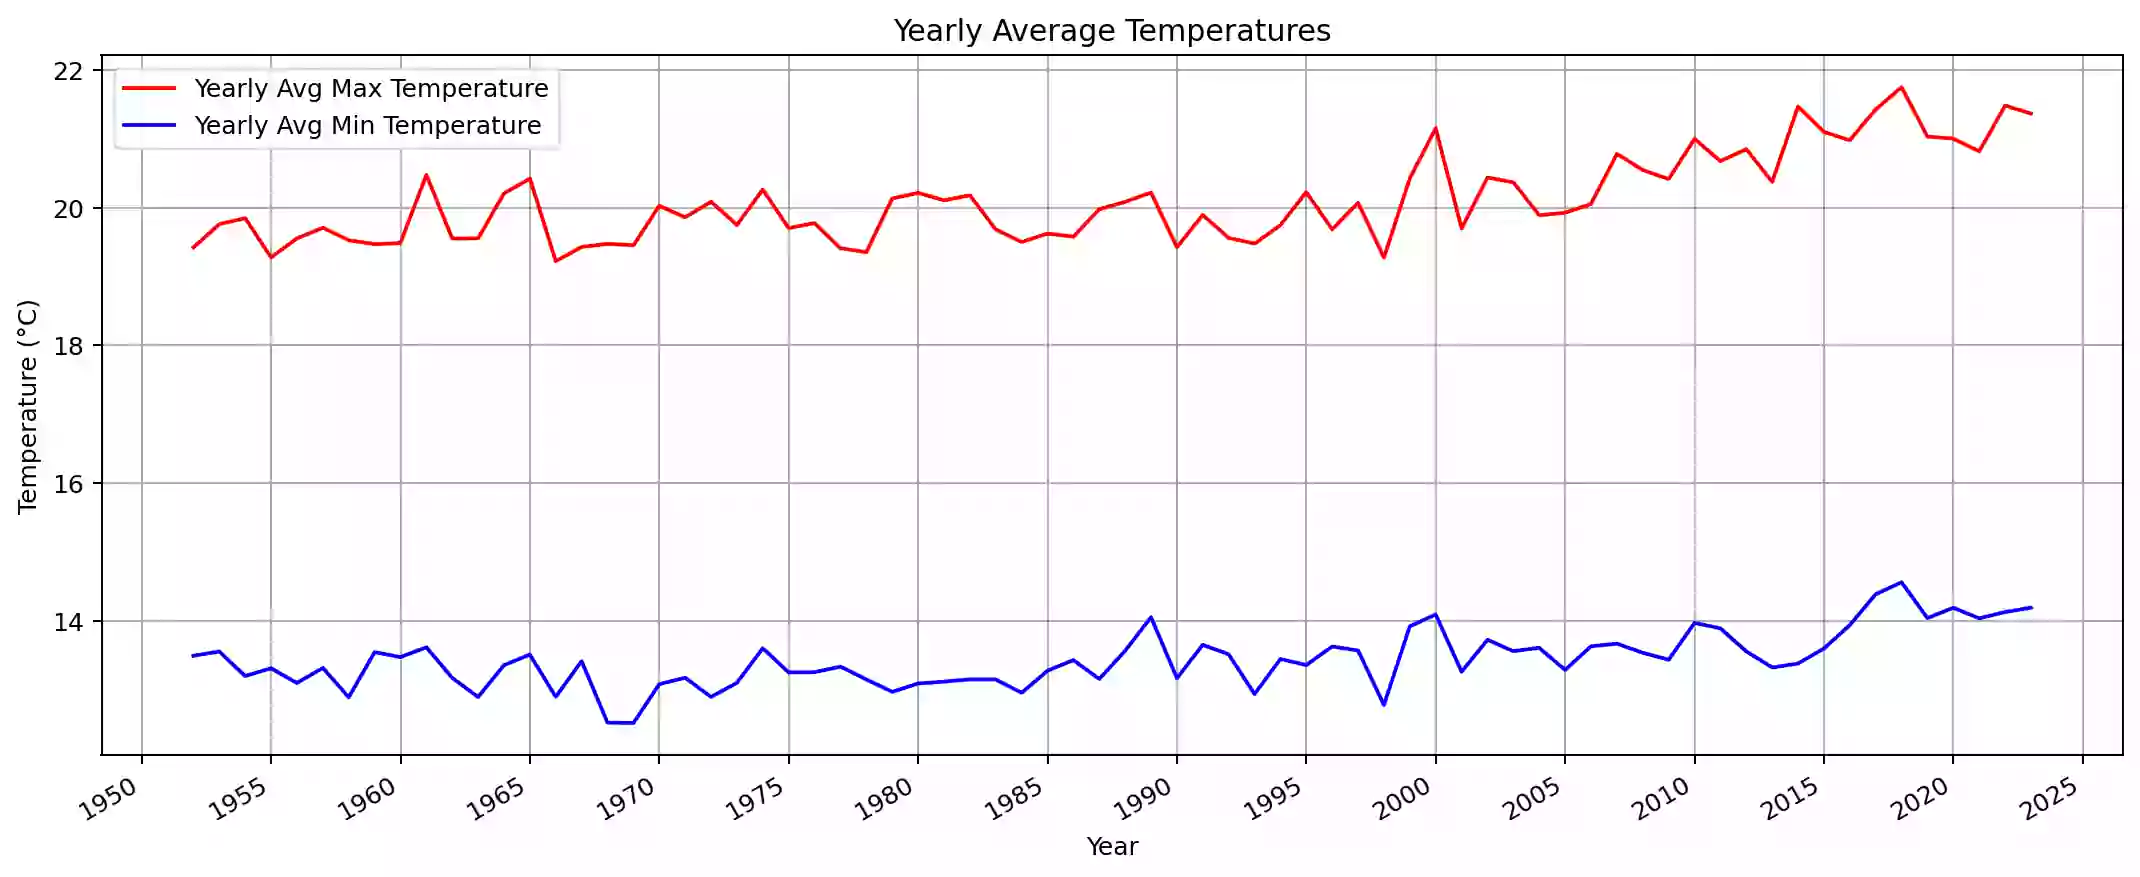 Yearly Average Temperatures
22
Yearly Avg Max Temperature
Yearly Avg Min Temperature
20
18
16
14
Temperature (°C)
1950 1955 1960 1965 1970 1975 1980 1985 1990 1995 2000 2005 2010 2015 2020 2025
Year